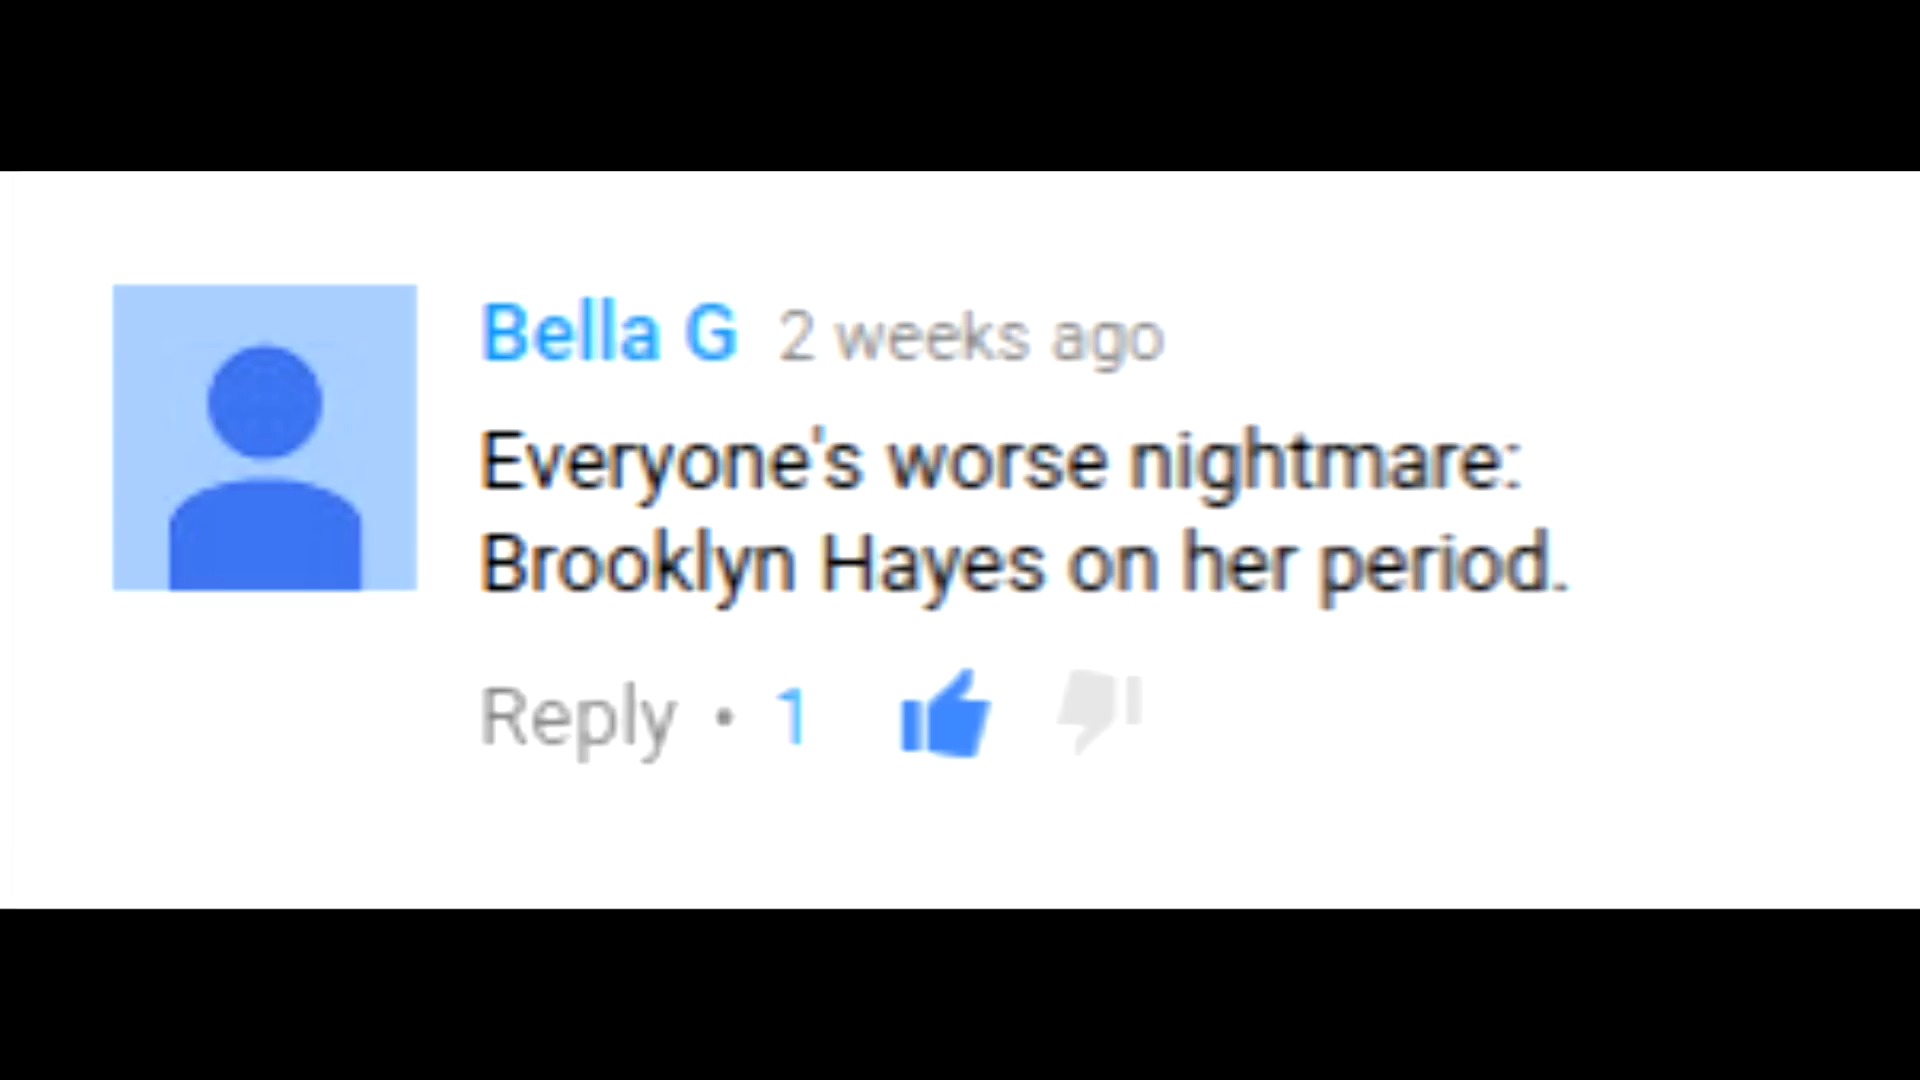 Bella G 2 weeks ago
Everyone's worse nightmare:
Brooklyn Hayes on her period.
Reply • 1